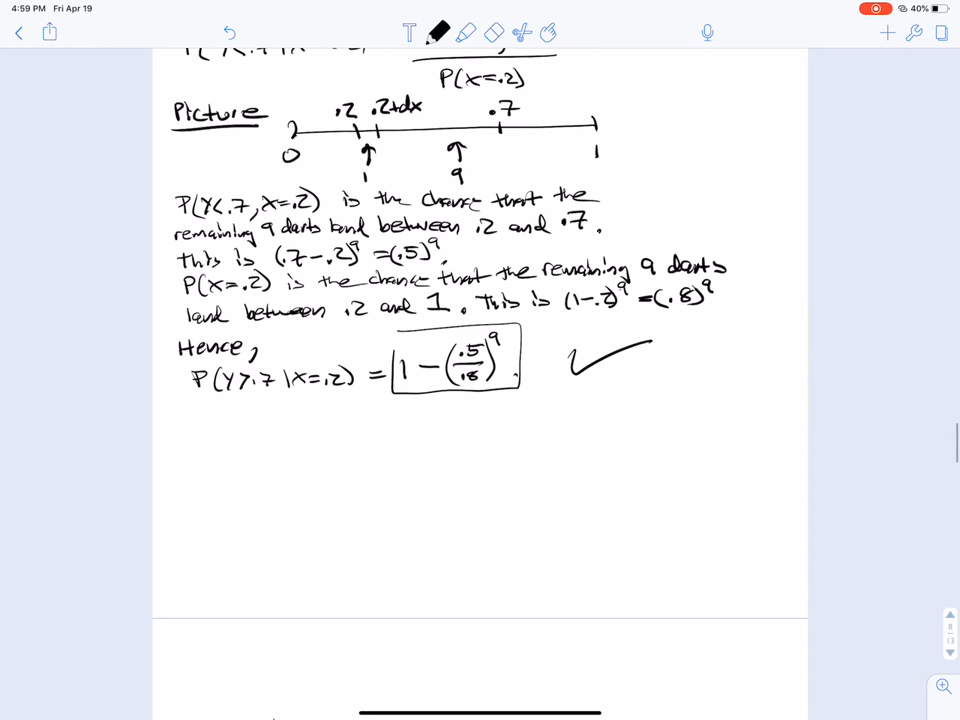 4:59 PM Fri Apr 19
40%
P(X=.2)
Picture
.2 .2+dx .7
0 1
1 9
P(Y<.7, X=.2) is the chance that the
remaining 9 darts land between .2 and .7.
This is (.7-.2)^9 = (.5)^9.
P(X=.2) is the chance that the remaining 9 darts
land between .2 and 1. This is (1-.2)^9 = (.8)^9
Hence,
P(Y>.7 | X=.2) = 1 - (.5/.8)^9.
8
13